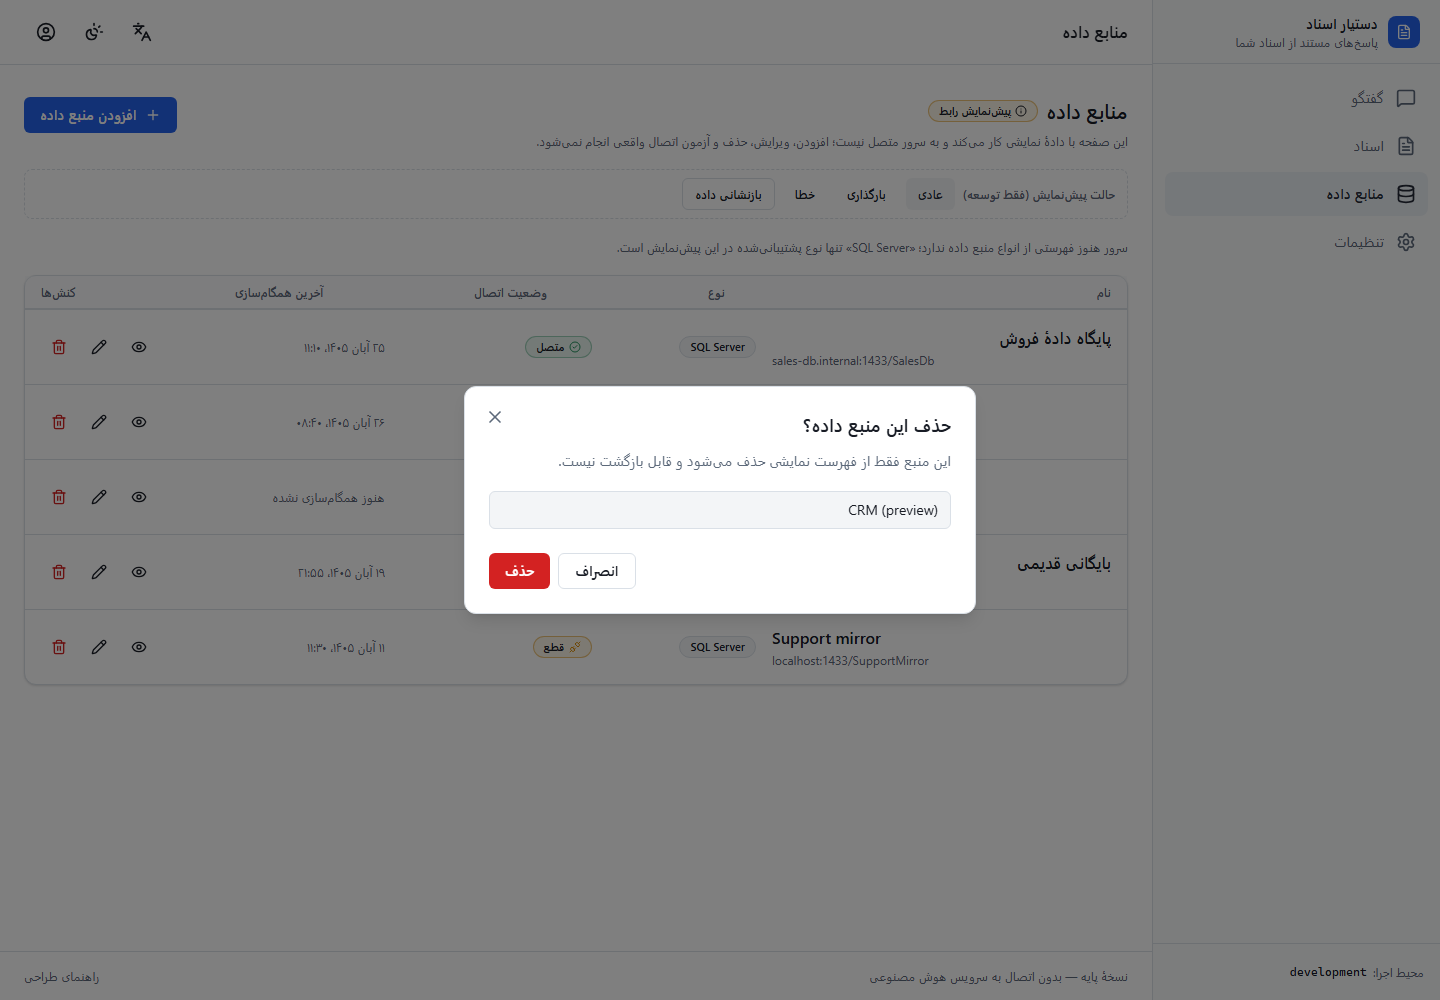 دستیار اسناد
پاسخ‌های مستند از اسناد شما
گفتگو
اسناد
منابع داده
تنظیمات
محیط اجرا: development
منابع داده
منابع داده
پیش‌نمایش رابط
افزودن منبع داده
این صفحه با دادهٔ نمایشی کار می‌کند و به سرور متصل نیست؛ افزودن، ویرایش، حذف و آزمون اتصال واقعی انجام نمی‌شود.
حالت پیش‌نمایش (فقط توسعه) عادی بارگذاری خطا بازنشانی داده
سرور هنوز فهرستی از انواع منبع داده ندارد؛ «SQL Server» تنها نوع پشتیبانی‌شده در این پیش‌نمایش است.
نام نوع وضعیت اتصال آخرین همگام‌سازی کنش‌ها
پایگاه دادهٔ فروش
sales-db.internal:1433/SalesDb
SQL Server متصل ۲۵ آبان ۱۴۰۵، ۱۱:۱۰
۲۶ آبان ۱۴۰۵، ۰۸:۴۰
هنوز همگام‌سازی نشده
بایگانی قدیمی
۱۹ آبان ۱۴۰۵، ۲۱:۵۵
Support mirror
localhost:1433/SupportMirror
SQL Server قطع ۱۱ آبان ۱۴۰۵، ۱۱:۳۰
حذف این منبع داده؟
این منبع فقط از فهرست نمایشی حذف می‌شود و قابل بازگشت نیست.
CRM (preview)
انصراف
حذف
نسخهٔ پایه — بدون اتصال به سرویس هوش مصنوعی
راهنمای طراحی